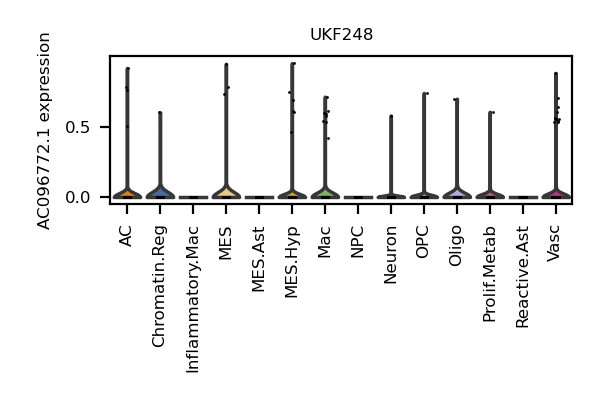 UKF248
AC096772.1 expression
0.5
0.0
AC
Chromatin.Reg
Inflammatory.Mac
MES
MES.Ast
MES.Hyp
Mac
NPC
Neuron
OPC
Oligo
Prolif.Metab
Reactive.Ast
Vasc